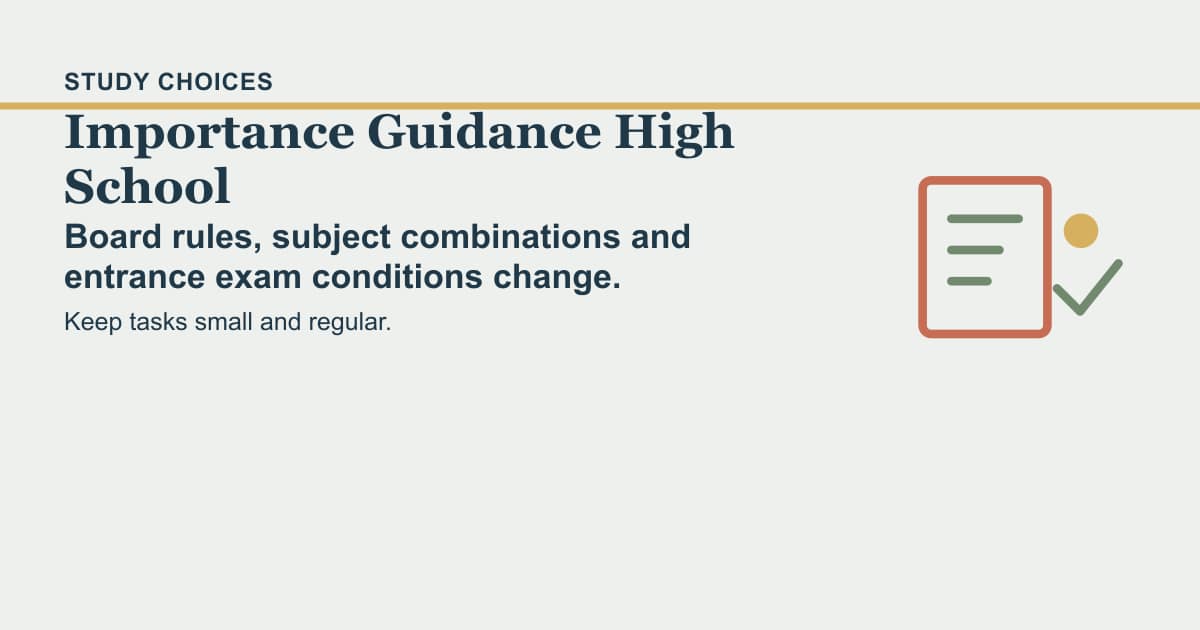 STUDY CHOICES
Importance Guidance High
School
Board rules, subject combinations and
entrance exam conditions change.
Keep tasks small and regular.